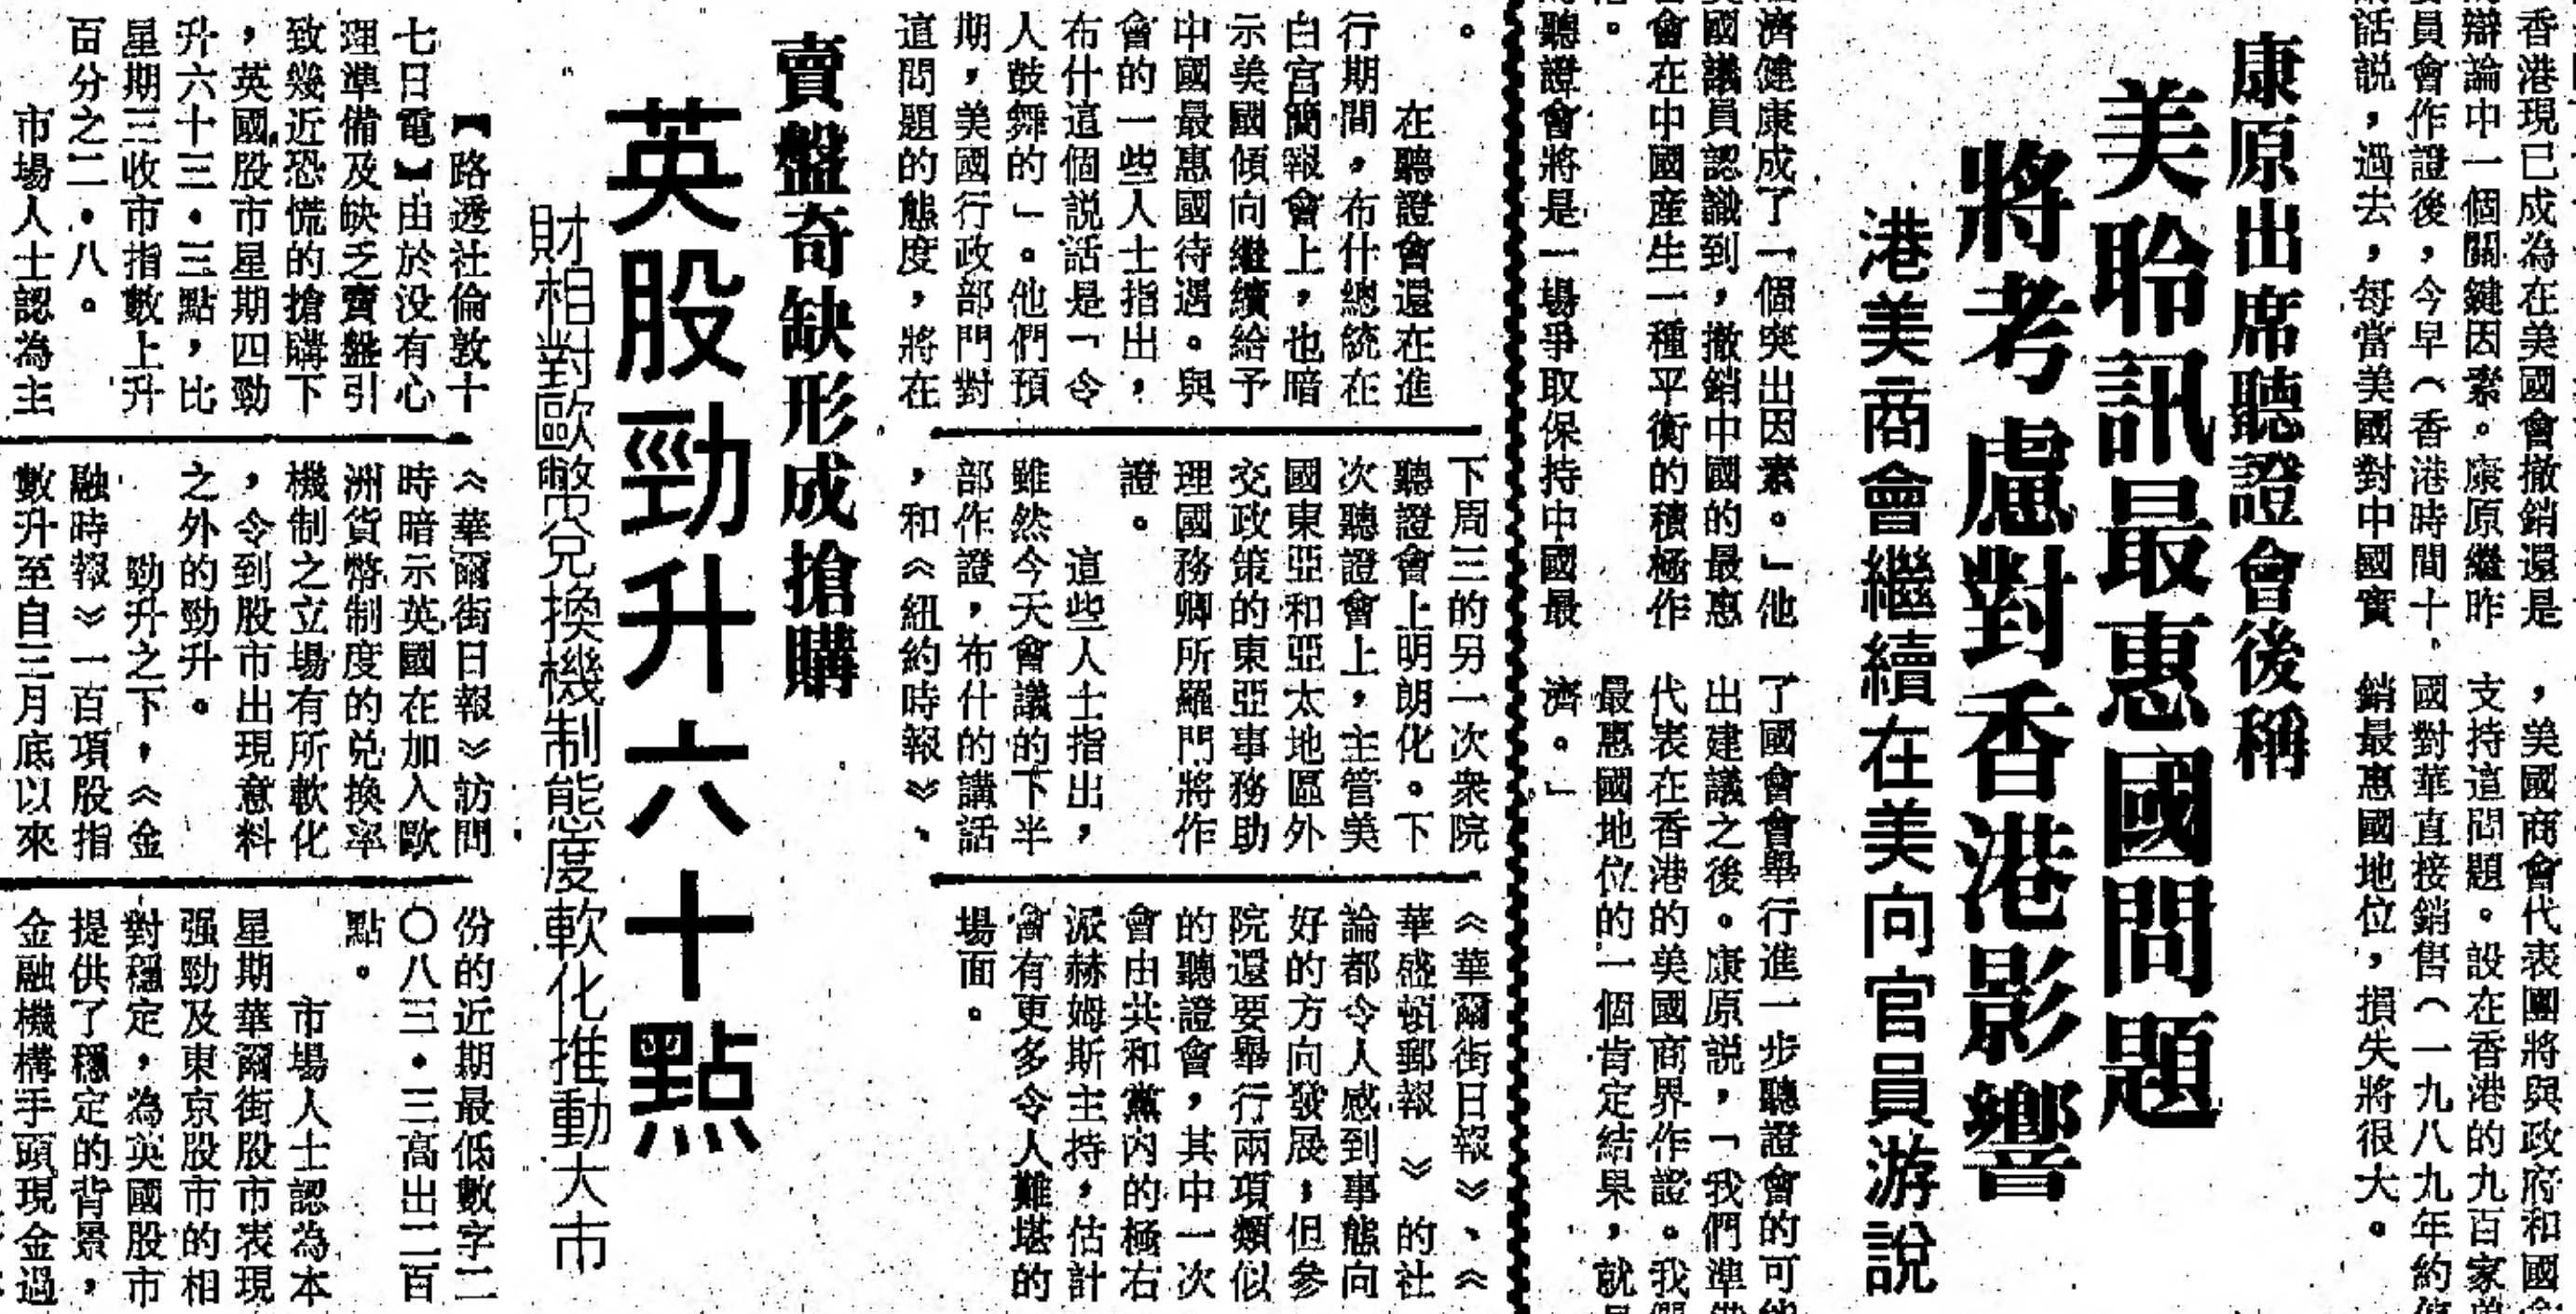 香港現已成為在美國會撤銷還是
辯論中一個關鍵因素。康原繼昨
員會作證後，今早（香港時間十
話説，過去，每當美國對中國實
，美國商會代表團將與政府和國
支持這問題。設在香港的九百家
國對華直接銷售（一九八九年約
銷最惠國地位，損失將很大。
康原出席聽證會後稱
美聆訊最惠國問題
將考慮對香港影響
港美商會繼續在美向官員游説
濟健康成了一個突出因素。」他
國議員認識到，撤銷中國的最惠
會在中國産生一種平衡的積極作
。
聽證會將是一場爭取保持中國最
了國會會舉行進一步聽證會的可
出建議之後。康原説，「我們準
代表在香港的美國商界作證。我
最惠國地位的一個肯定結果，就
濟。」
。
在聽證會還在進
行期間，布什總統在
白宮簡報會上，也暗
示美國傾向繼續給予
中國最惠國待遇。與
會的一些人士指出，
布什這個説話是「令
人鼓舞的」。他們預
期，美國行政部門對
這問題的態度，將在
下周三的另一次衆院
聽證會上明朗化。下
次聽證會上，主管美
國東亞和亞太地區外
交政策的東亞事務助
理國務卿所羅門將作
證。
這些人士指出，
雖然今天會議的下半
部作證，布什的講話
，和《紐約時報》、
《華爾街日報》、《
華盛頓郵報》的社
論都令人感到事態向
好的方向發展，但參
院還要舉行兩項類似
的聽證會，其中一次
會由共和黨內的極右
派赫姆斯主持，估計
會有更多令人難堪的
場面。
賣盤奇缺形成搶購
英股勁升六十點
財相對歐幣兌換機制態度軟化推動大市
【路透社倫敦十
七日電】由於没有心
理準備及缺乏賣盤引
致幾近恐慌的搶購下
，英國股市星期四勁
升六十三・三點，比
星期三收市指數上升
百分之二・八。
市場人士認為主
《華爾街日報》訪問
時暗示英國在加入歐
洲貨幣制度的兌換率
機制之立場有所軟化
，令到股市出現意料
之外的勁升。
勁升之下，《金
融時報》一百項股指
數升至自三月底以來
份的近期最低數字二
〇八三・三高出二百
點。
市場人士認為本
星期華爾街股市表現
强勁及東京股市的相
對穩定，為英國股市
提供了穩定的背景，
金融機構手頭現金過